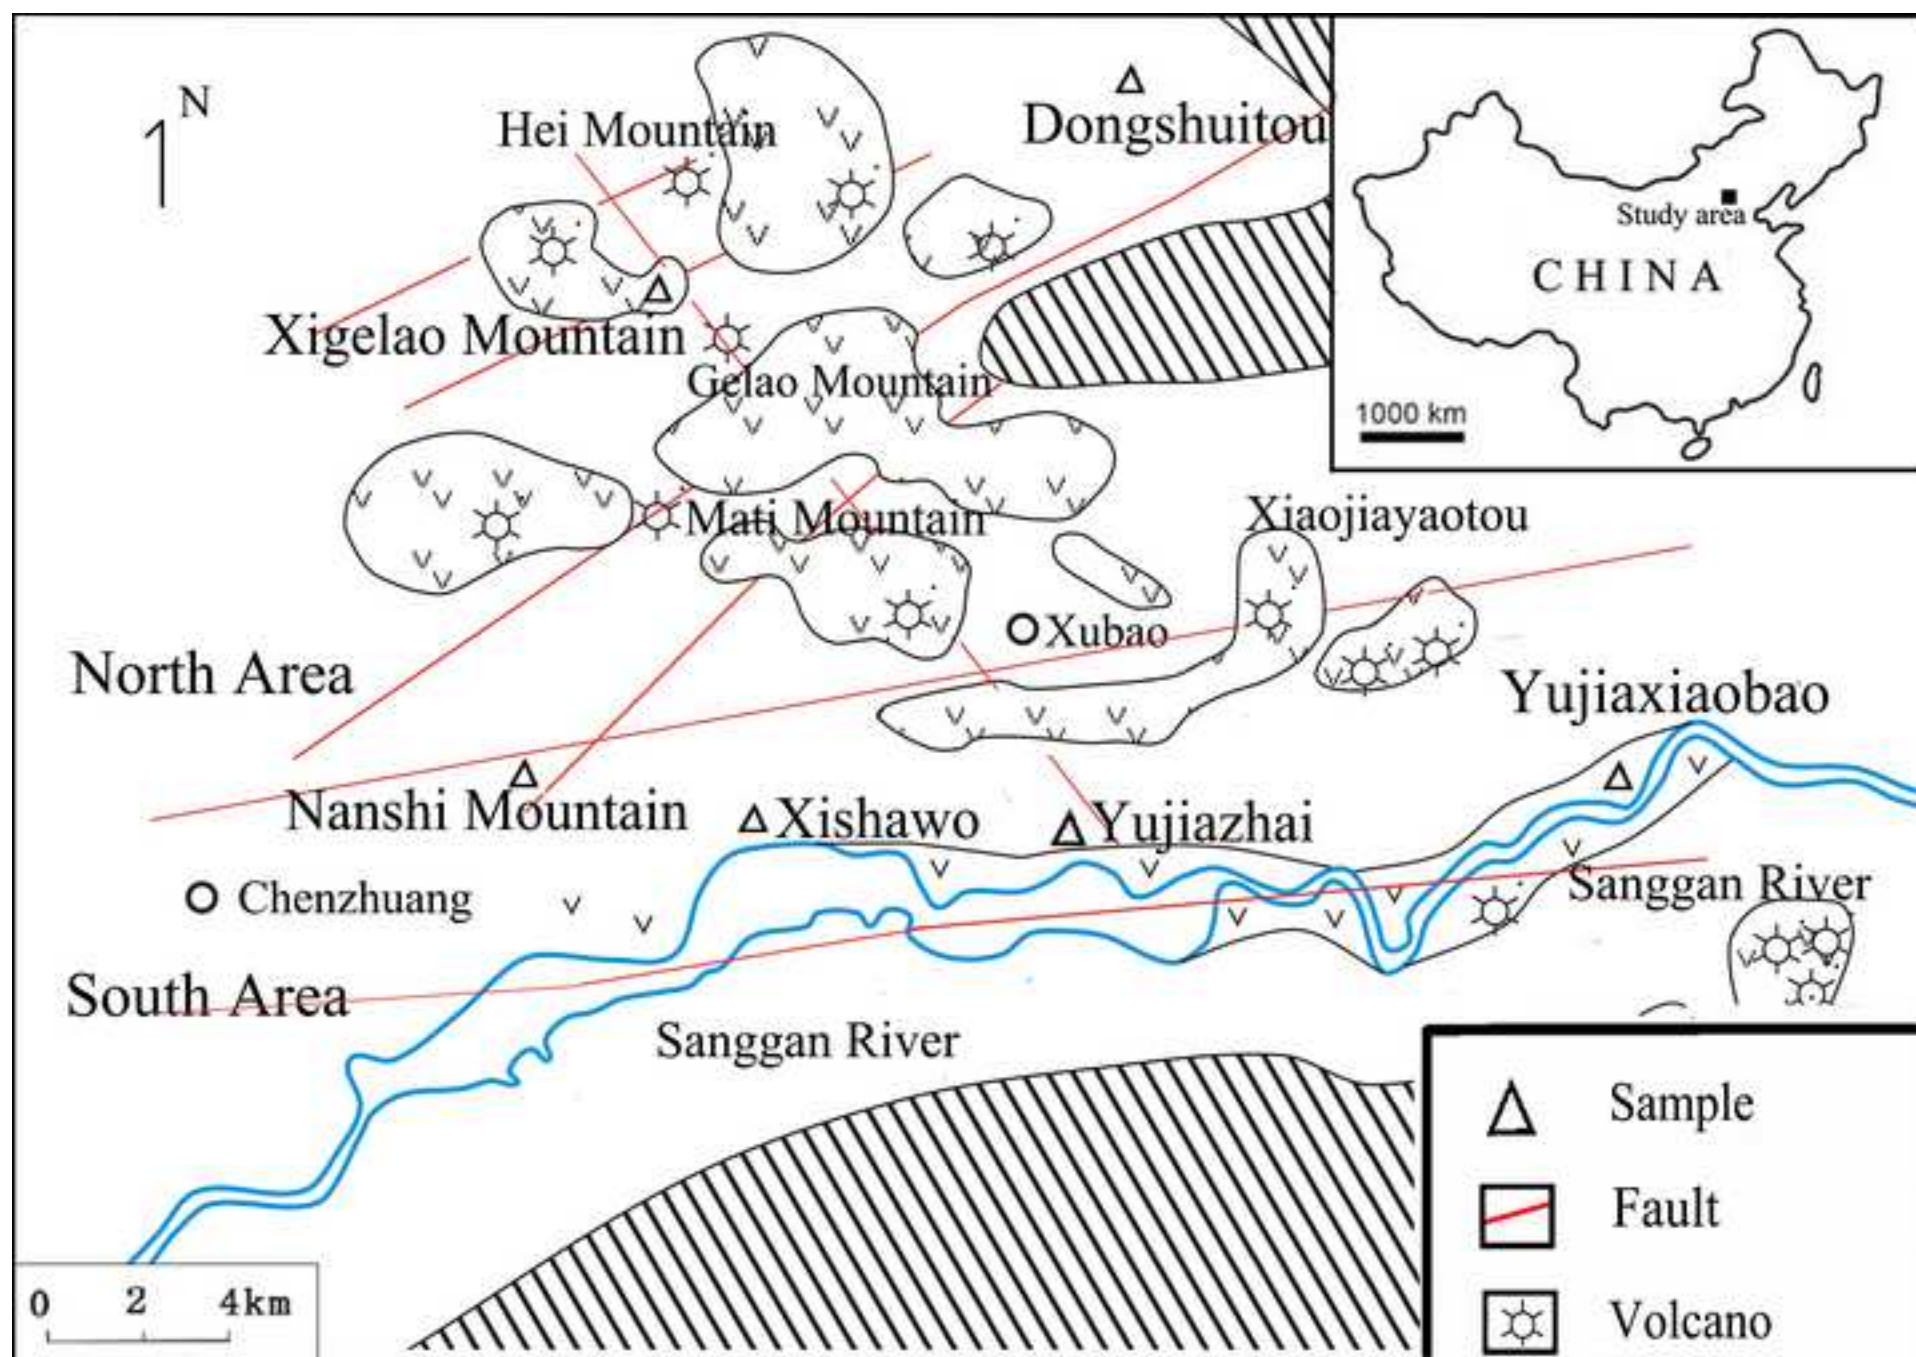 N
Hei Mountain
Dongshuitou
Study area
CHINA
1000 km
Xigelao Mountain
Gelao Mountain
Mati Mountain
Xiaojiayaotou
Xubao
North Area
Yujiaxiaobao
Nanshi Mountain
Xishawo
Yujiazhai
Chenzhuang
Sanggan River
South Area
Sanggan River
Sample
Fault
Volcano
0 2 4km